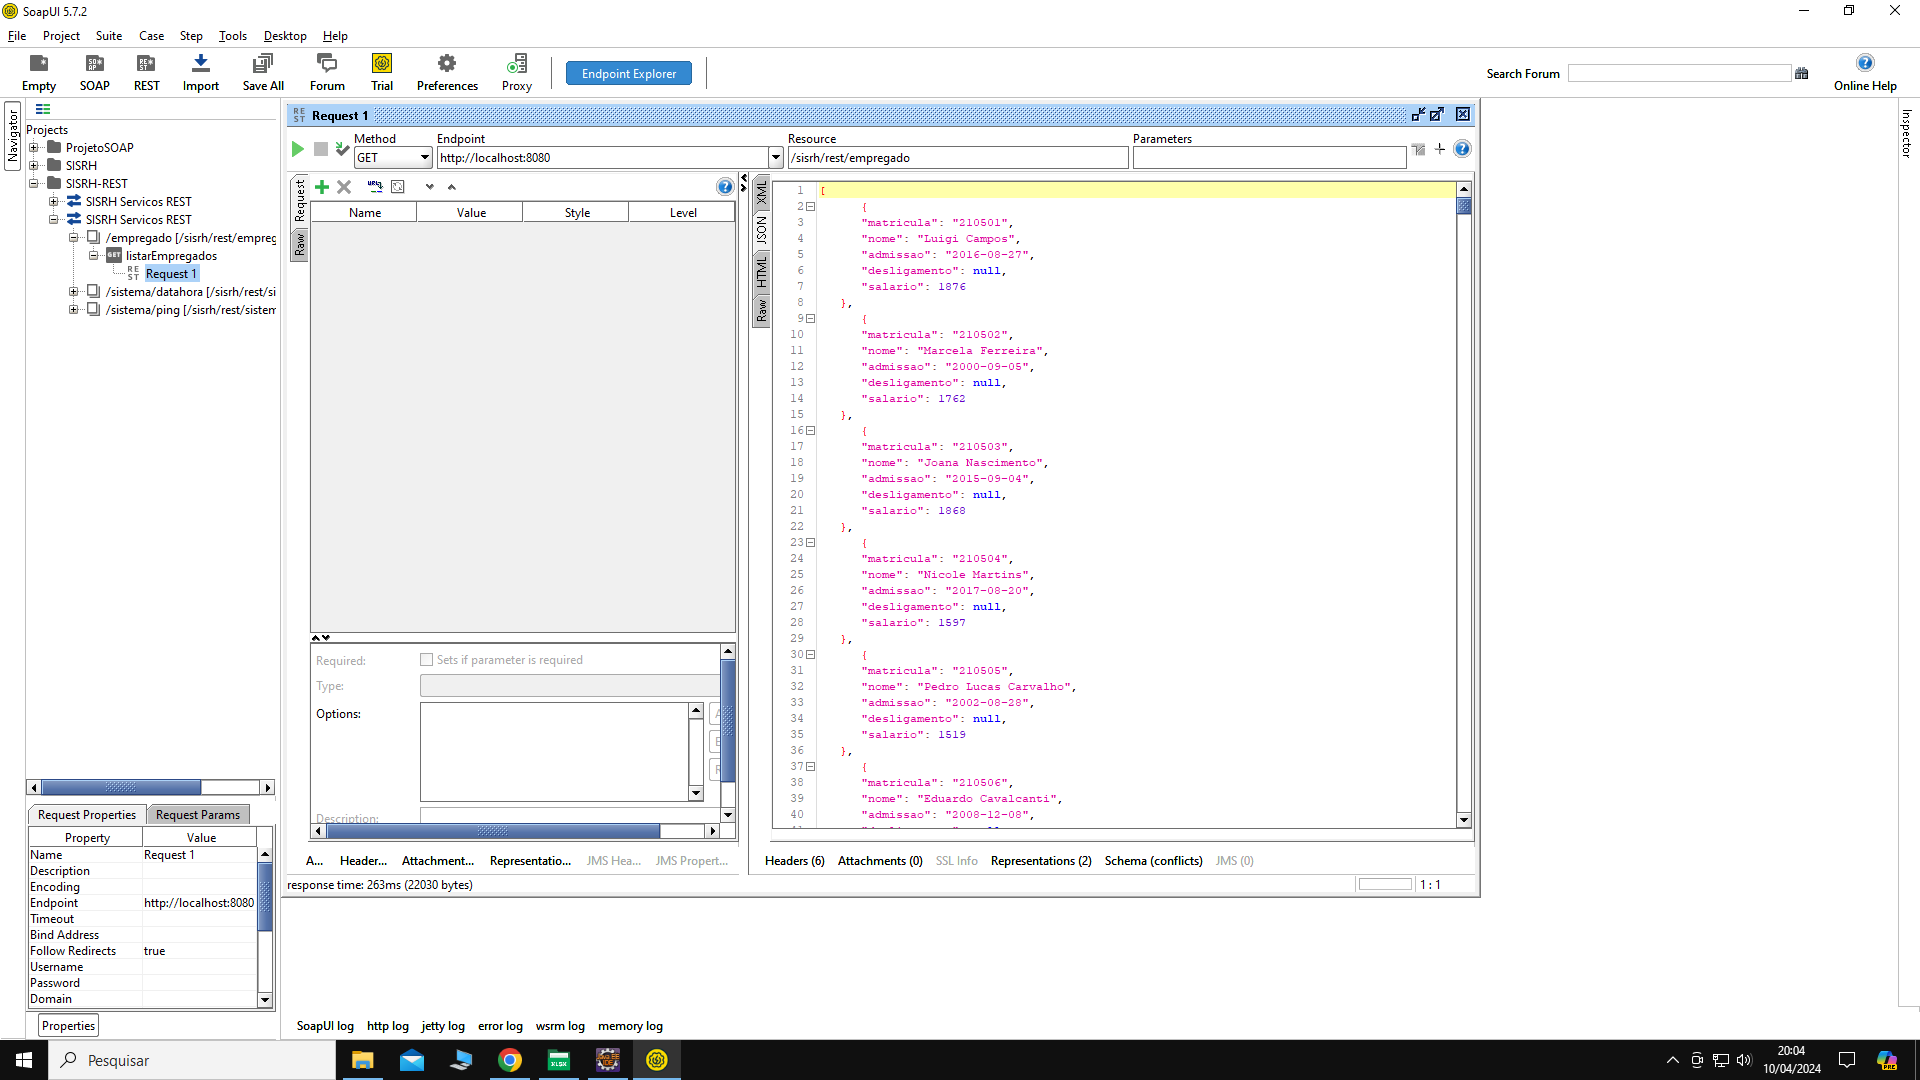 SoapUI 5.7.2
File Project Suite Case Step Tools Desktop Help
Empty SOAP REST Import Save All Forum Trial Preferences Proxy Endpoint Explorer Search Forum Online Help
Navigator
Projects
ProjetoSOAP
SISRH
SISRH-REST
SISRH Servicos REST
SISRH Servicos REST
/empregado [/sisrh/rest/empreg
listarEmpregados
Request 1
/sistema/datahora [/sisrh/rest/si
/sistema/ping [/sisrh/rest/sistem
Request Properties Request Params
Property Value
Name Request 1
Description
Encoding
Endpoint http://localhost:8080
Timeout
Bind Address
Follow Redirects true
Username
Password
Domain
Properties
Request 1
Method Endpoint Resource Parameters
GET http://localhost:8080 /sisrh/rest/empregado
Request
Raw
Name Value Style Level
Required: Sets if parameter is required
Type:
Options:
Description:
A... Header... Attachment... Representatio... JMS Hea... JMS Propert...
XML
JSON
HTML
Raw
1 [
2 {
3 "matricula": "210501",
4 "nome": "Luigi Campos",
5 "admissao": "2016-08-27",
6 "desligamento": null,
7 "salario": 1876
8 },
9 {
10 "matricula": "210502",
11 "nome": "Marcela Ferreira",
12 "admissao": "2000-09-05",
13 "desligamento": null,
14 "salario": 1762
15 },
16 {
17 "matricula": "210503",
18 "nome": "Joana Nascimento",
19 "admissao": "2015-09-04",
20 "desligamento": null,
21 "salario": 1868
22 },
23 {
24 "matricula": "210504",
25 "nome": "Nicole Martins",
26 "admissao": "2017-08-20",
27 "desligamento": null,
28 "salario": 1597
29 },
30 {
31 "matricula": "210505",
32 "nome": "Pedro Lucas Carvalho",
33 "admissao": "2002-08-28",
34 "desligamento": null,
35 "salario": 1519
36 },
37 {
38 "matricula": "210506",
39 "nome": "Eduardo Cavalcanti",
40 "admissao": "2008-12-08",
Headers (6) Attachments (0) SSL Info Representations (2) Schema (conflicts) JMS (0)
response time: 263ms (22030 bytes) 1 : 1
Inspector
SoapUI log http log jetty log error log wsrm log memory log
Pesquisar
20:04
10/04/2024